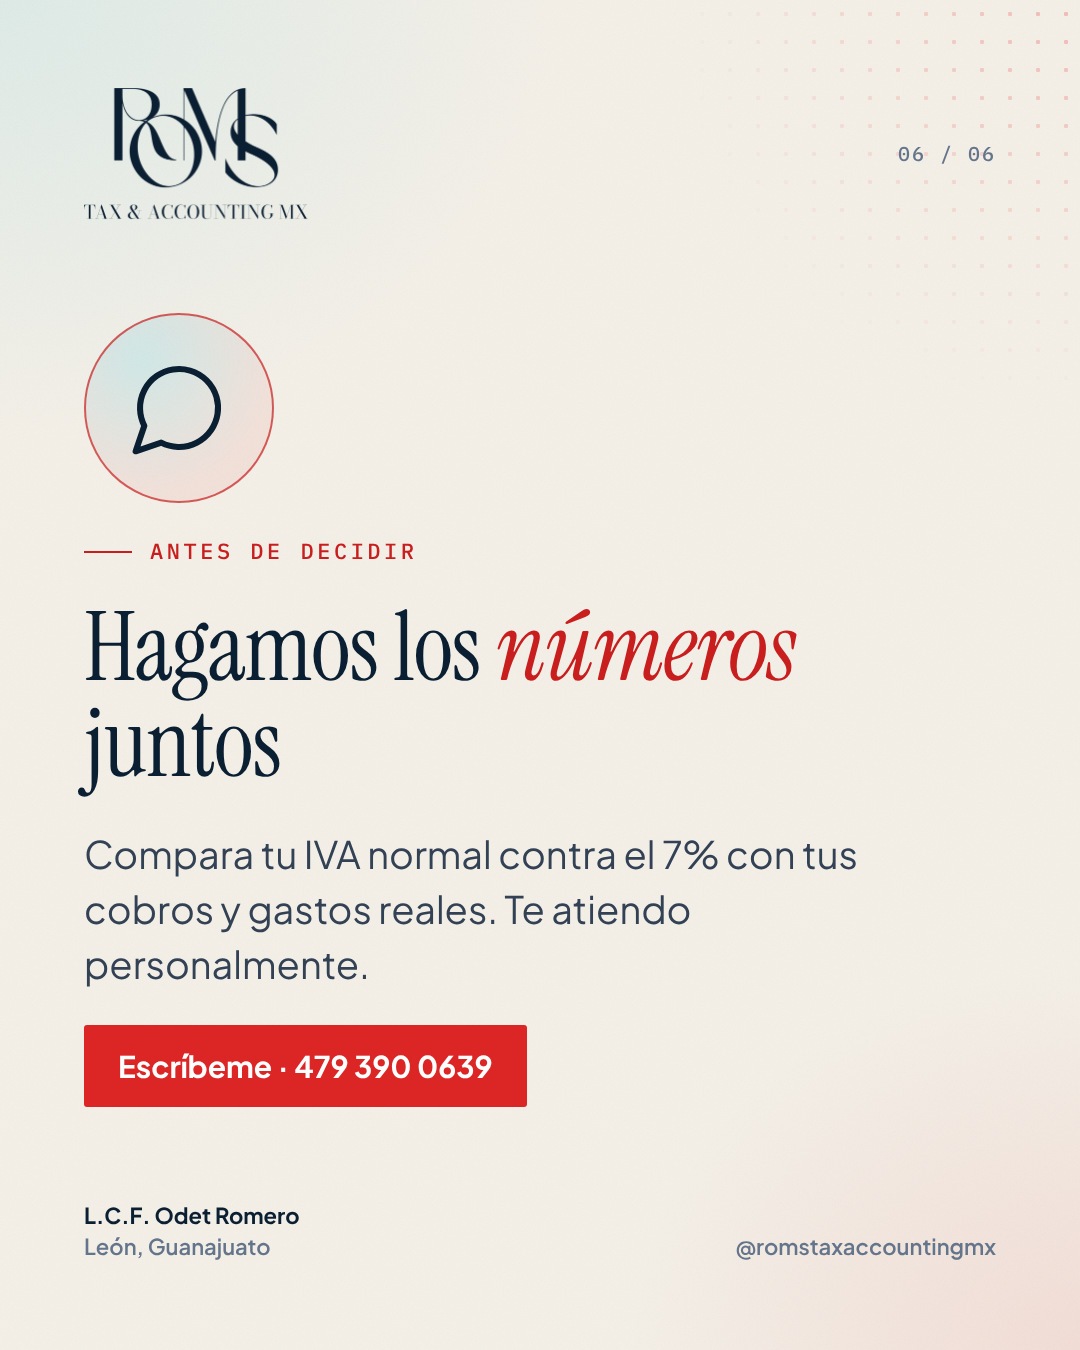 ROMS
TAX & ACCOUNTING MX
06 / 06
ANTES DE DECIDIR
Hagamos los números
juntos
Compara tu IVA normal contra el 7% con tus
cobros y gastos reales. Te atiendo
personalmente.
Escríbeme · 479 390 0639
L.C.F. Odet Romero
León, Guanajuato
@romstaxaccountingmx